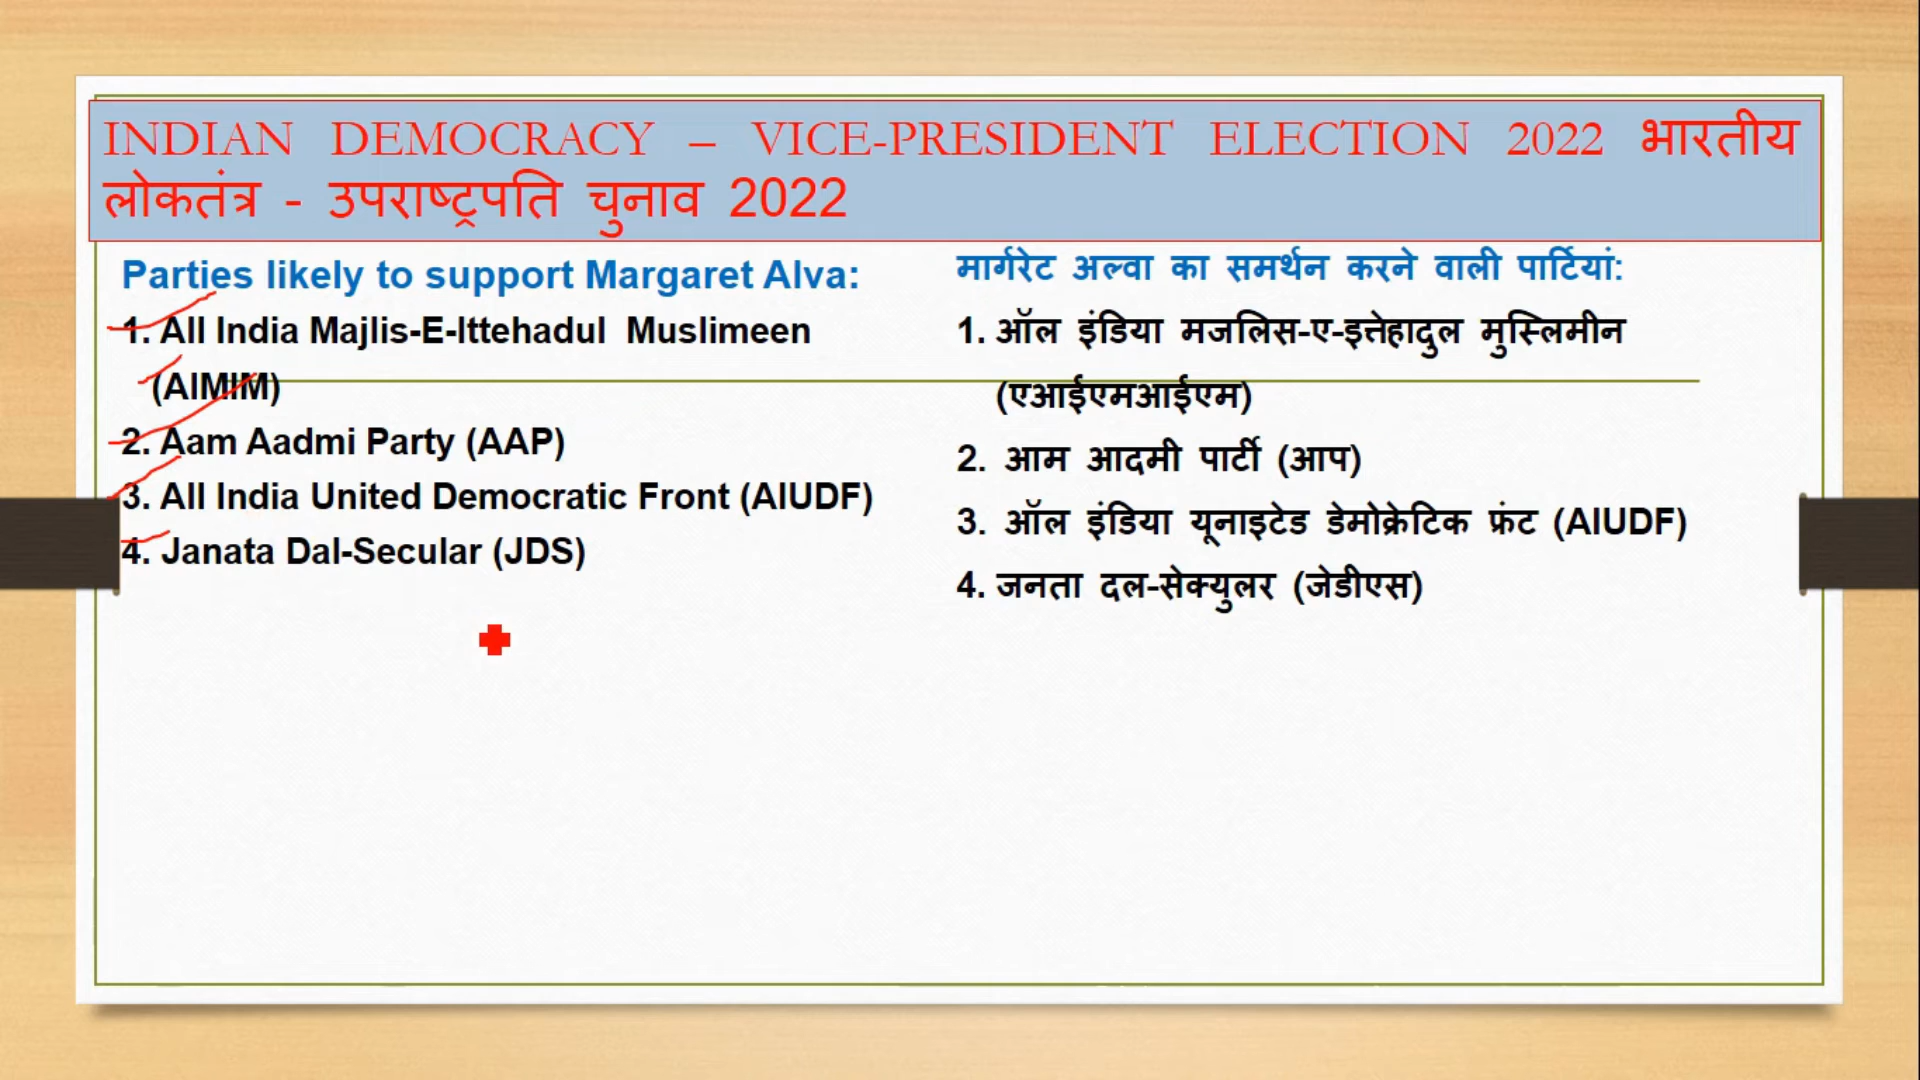 INDIAN DEMOCRACY – VICE-PRESIDENT ELECTION 2022 भारतीय
लोकतंत्र - उपराष्ट्रपति चुनाव 2022
Parties likely to support Margaret Alva:
1. All India Majlis-E-Ittehadul Muslimeen
(AIMIM)
2. Aam Aadmi Party (AAP)
3. All India United Democratic Front (AIUDF)
4. Janata Dal-Secular (JDS)
मार्गरेट अल्वा का समर्थन करने वाली पार्टियां:
1. ऑल इंडिया मजलिस-ए-इत्तेहादुल मुस्लिमीन
(एआईएमआईएम)
2. आम आदमी पार्टी (आप)
3. ऑल इंडिया यूनाइटेड डेमोक्रेटिक फ्रंट (AIUDF)
4. जनता दल-सेक्युलर (जेडीएस)